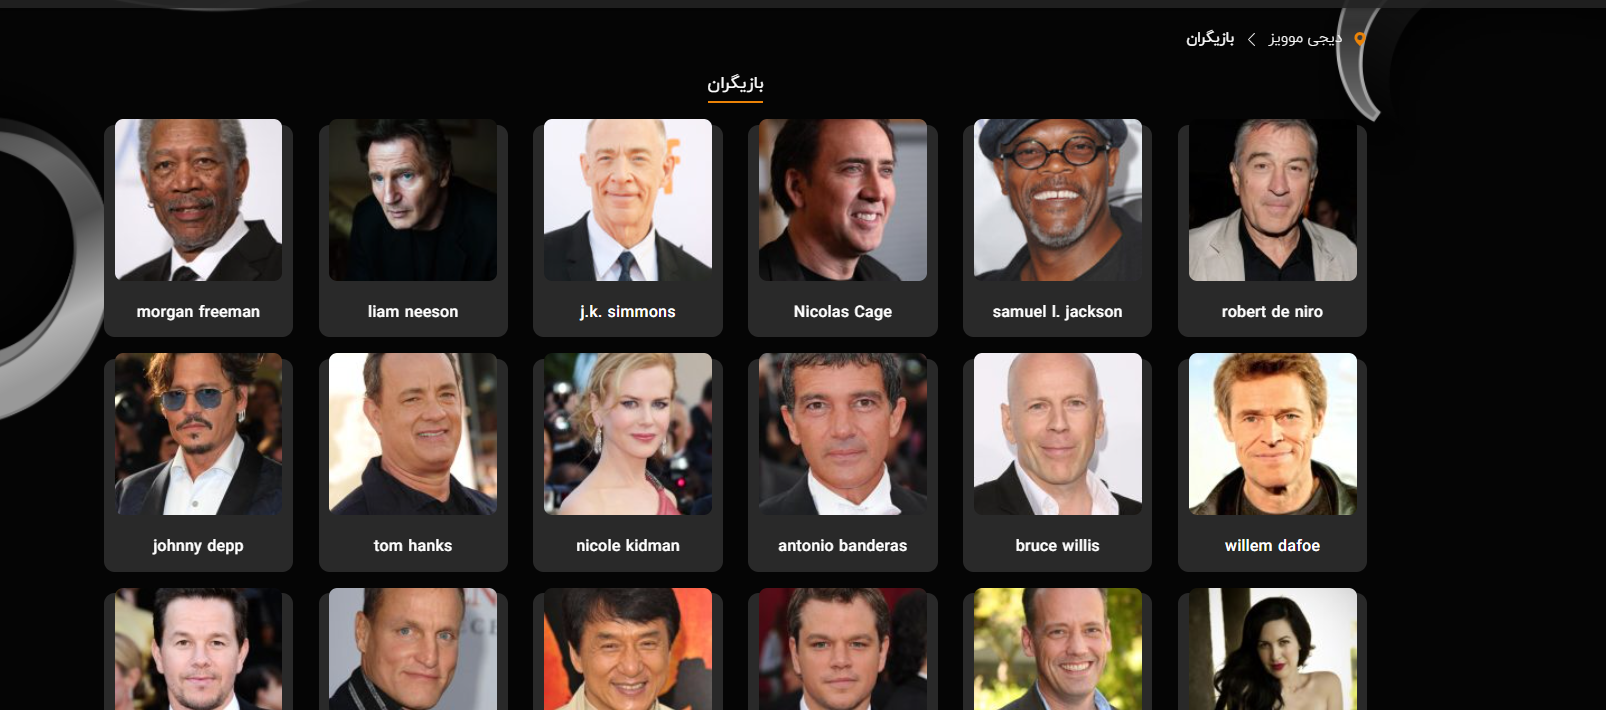 دیجی موویز > بازیگران
بازیگران
morgan freeman
liam neeson
j.k. simmons
Nicolas Cage
samuel l. jackson
robert de niro
johnny depp
tom hanks
nicole kidman
antonio banderas
bruce willis
willem dafoe